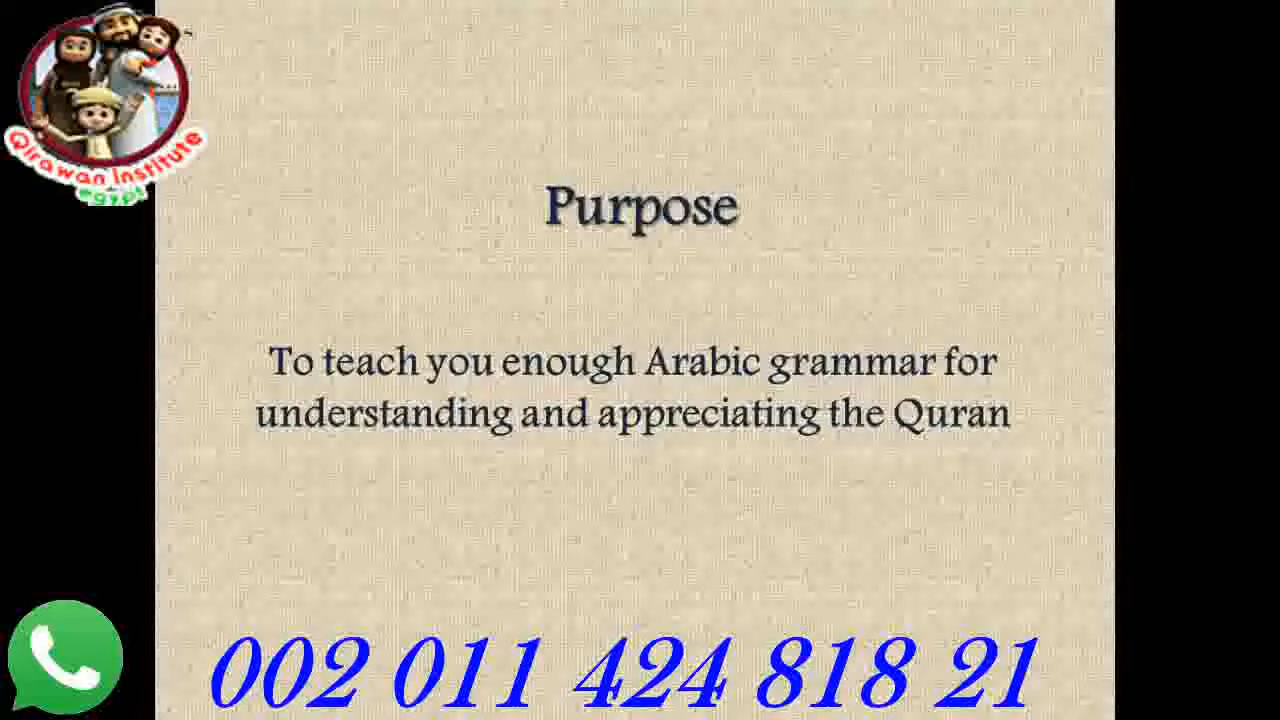 Qirawan institute
egypt
Purpose
To teach you enough Arabic grammar for
understanding and appreciating the Quran
002 011 424 818 21